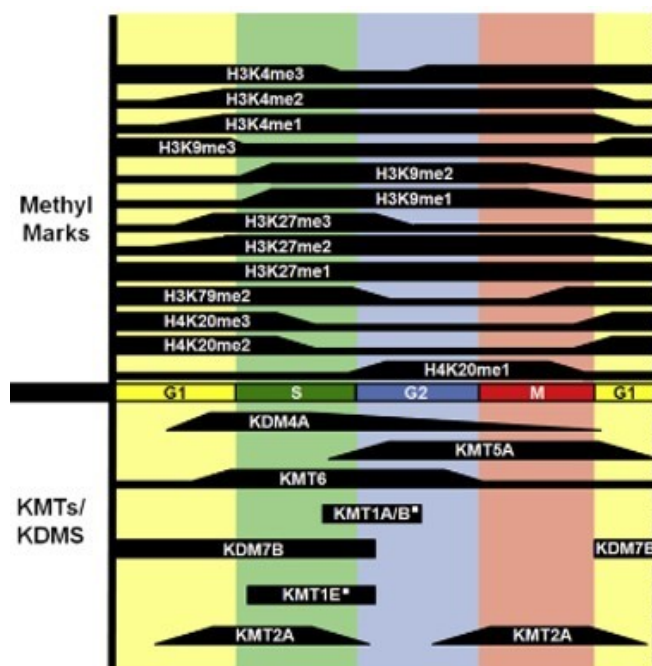 H3K4me3
H3K4me2
H3K4me1
H3K9me3
H3K9me2
H3K9me1
Methyl
Marks
H3K27me3
H3K27me2
H3K27me1
H3K79me2
H4K20me3
H4K20me2
H4K20me1
G1 S G2 M G1
KDM4A
KMT5A
KMT6
KMTs/
KDMS
KMT1A/B▪
KDM7B KDM7B
KMT1E▪
KMT2A KMT2A